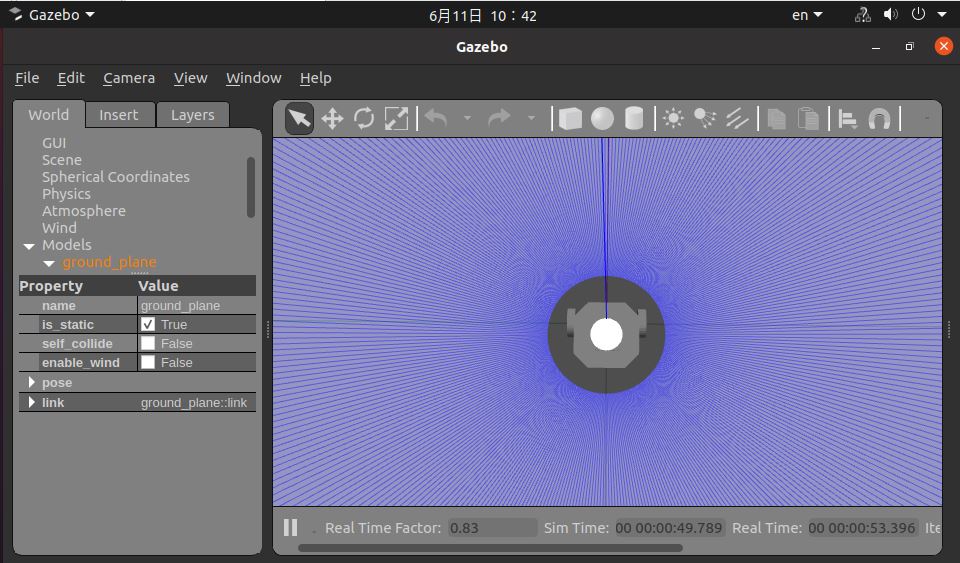 Gazebo 6月11日 10：42 en
Gazebo
File Edit Camera View Window Help
World Insert Layers
GUI
Scene
Spherical Coordinates
Physics
Atmosphere
Wind
Models
ground_plane
Property Value
name ground_plane
is_static True
self_collide False
enable_wind False
pose
link ground_plane::link
Real Time Factor: 0.83 Sim Time: 00 00:00:49.789 Real Time: 00 00:00:53.396 Ite